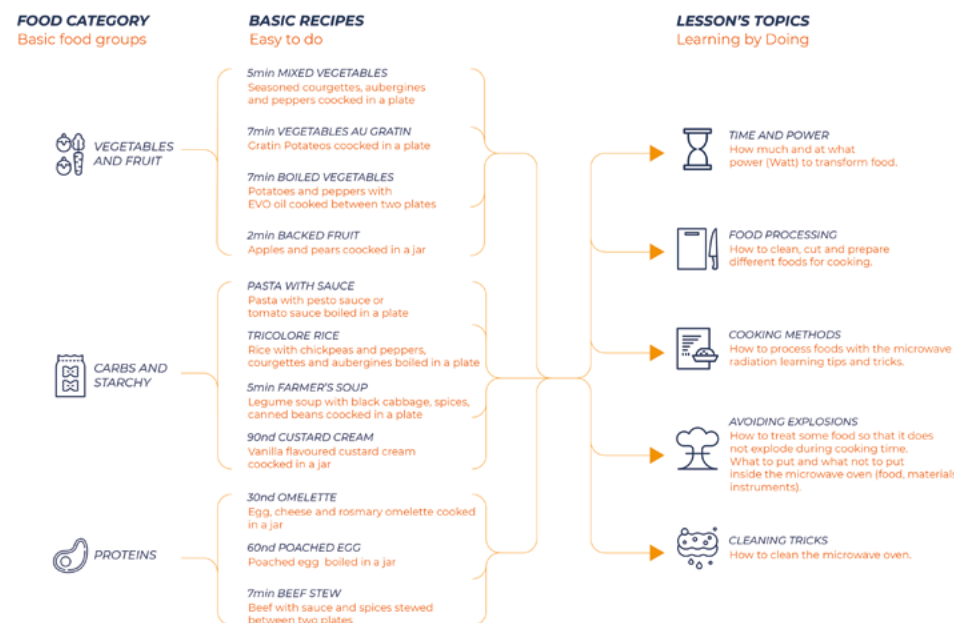 FOOD CATEGORY
Basic food groups
BASIC RECIPES
Easy to do
LESSON'S TOPICS
Learning by Doing
VEGETABLES
AND FRUIT
5min MIXED VEGETABLES
Seasoned courgettes, aubergines
and peppers coocked in a plate
7min VEGETABLES AU GRATIN
Gratin Potateos coocked in a plate
7min BOILED VEGETABLES
Potatoes and peppers with
EVO oil cooked between two plates
2min BACKED FRUIT
Apples and pears coocked in a jar
CARBS AND
STARCHY
PASTA WITH SAUCE
Pasta with pesto sauce or
tomato sauce boiled in a plate
TRICOLORE RICE
Rice with chickpeas and peppers,
courgettes and aubergines boiled in a plate
5min FARMER'S SOUP
Legume soup with black cabbage, spices,
canned beans coocked in a plate
90nd CUSTARD CREAM
Vanilla flavoured custard cream
coocked in a jar
PROTEINS
30nd OMELETTE
Egg, cheese and rosmary omelette cooked
in a jar
60nd POACHED EGG
Poached egg boiled in a jar
7min BEEF STEW
Beef with sauce and spices stewed
between two plates
TIME AND POWER
How much and at what
power (Watt) to transform food.
FOOD PROCESSING
How to clean, cut and prepare
different foods for cooking.
COOKING METHODS
How to process foods with the microwave
radiation learning tips and tricks.
AVOIDING EXPLOSIONS
How to treat some food so that it does
not explode during cooking time.
What to put and what not to put
inside the microwave oven (food, materials
instruments).
CLEANING TRICKS
How to clean the microwave oven.